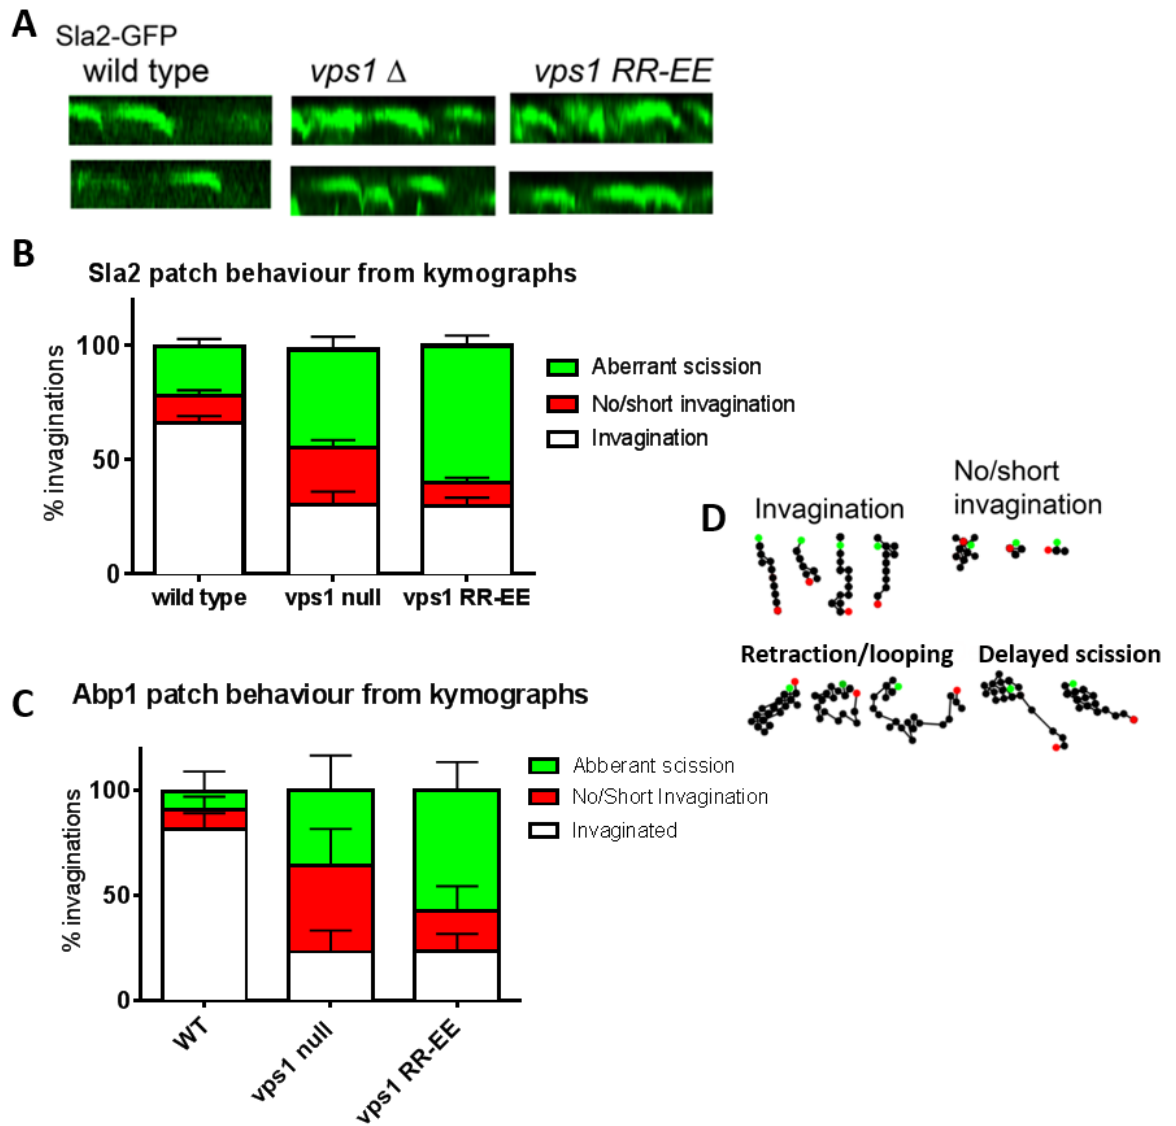 A
Sla2-GFP
wild type
vps1 Δ
vps1 RR-EE
B
Sla2 patch behaviour from kymographs
% invaginations
100
50
0
wild type
vps1 null
vps1 RR-EE
Aberrant scission
No/short invagination
Invagination
C
Abp1 patch behaviour from kymographs
% invaginations
100
50
0
WT
vps1 null
vps1 RR-EE
Abberant scission
No/Short Invagination
Invaginated
D
Invagination
No/short
invagination
Retraction/looping
Delayed scission